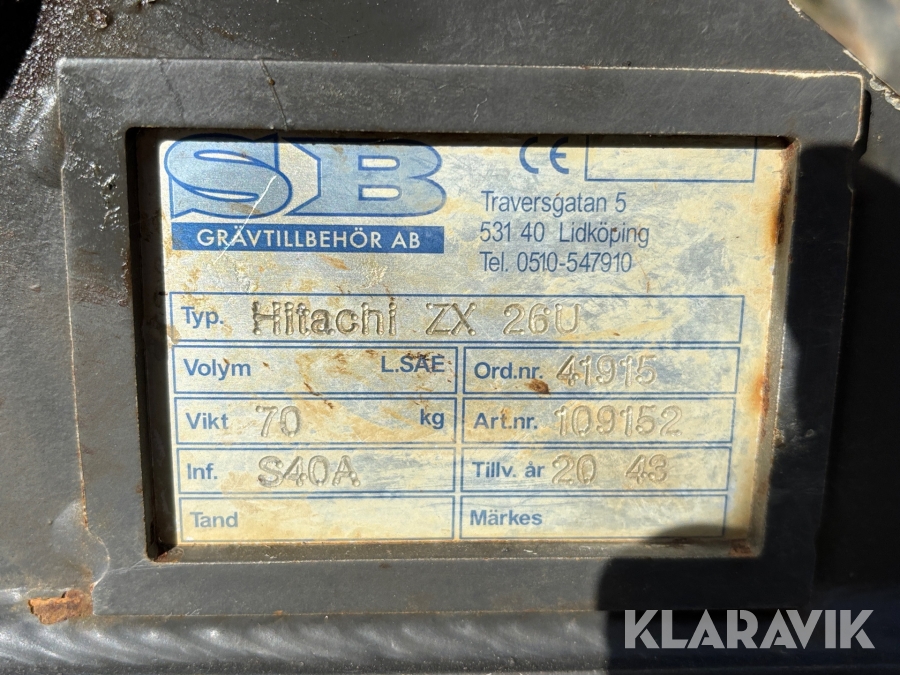 SB
GRÄVTILLBEHÖR AB
CE
Traversgatan 5
531 40 Lidköping
Tel. 0510-547910
Typ. Hitachi ZX 26U
Volym L.SAE
Ord.nr. 41915
Vikt 70 kg
Art.nr. 109152
Inf. S40A
Tillv. år 20 43
Tand
Märkes
KLARAVIK